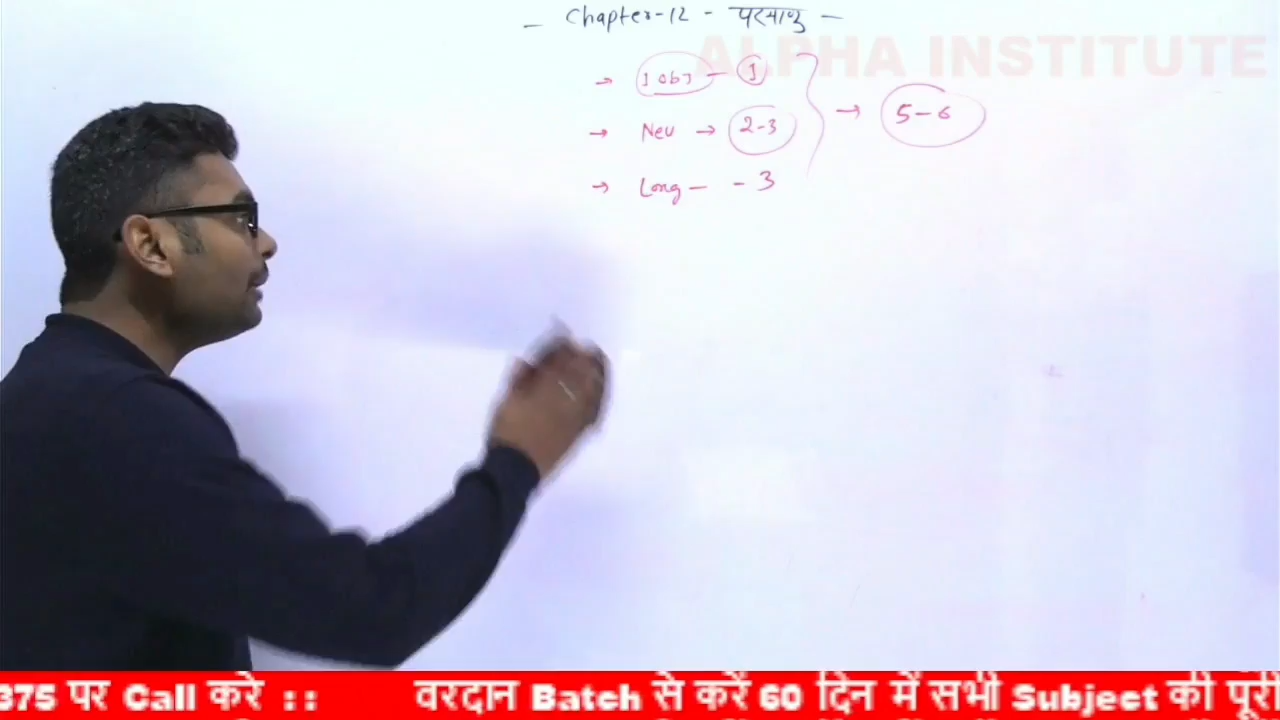 - Chapter-12 - परमाणु -
ALPHA INSTITUTE
→ 1 obj - 1
→ Neu → 2-3
→ Long - - 3
→ 5-6
375 पर Call करे : : वरदान Batch से करें 60 दिन में सभी Subject की पूरी